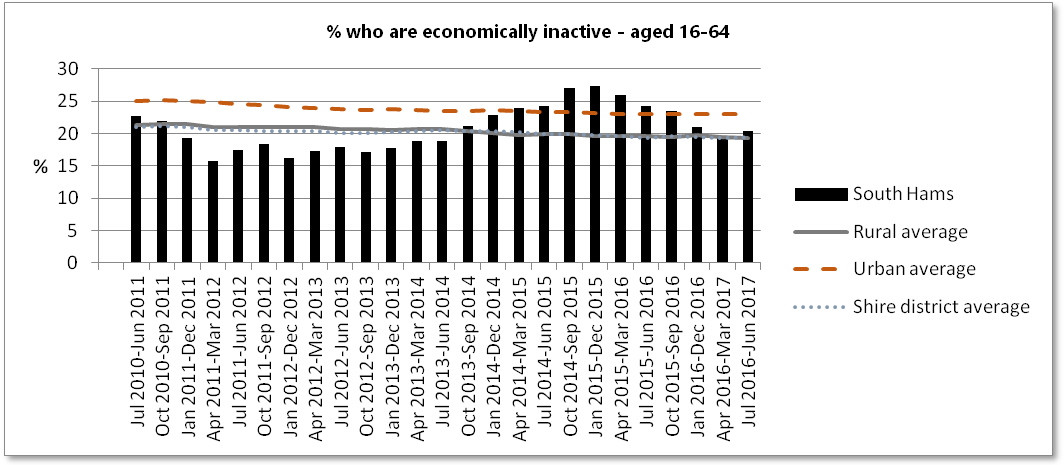 % who are economically inactive - aged 16-64
30
25
20
15
10
5
0
%
Jul 2010-Jun 2011
Oct 2010-Sep 2011
Jan 2011-Dec 2011
Apr 2011-Mar 2012
Jul 2011-Jun 2012
Oct 2011-Sep 2012
Jan 2012-Dec 2012
Apr 2012-Mar 2013
Jul 2012-Jun 2013
Oct 2012-Sep 2013
Jan 2013-Dec 2013
Apr 2013-Mar 2014
Jul 2013-Jun 2014
Oct 2013-Sep 2014
Jan 2014-Dec 2014
Apr 2014-Mar 2015
Jul 2014-Jun 2015
Oct 2014-Sep 2015
Jan 2015-Dec 2015
Apr 2015-Mar 2016
Jul 2015-Jun 2016
Oct 2015-Sep 2016
Jan 2016-Dec 2016
Apr 2016-Mar 2017
Jul 2016-Jun 2017
South Hams
Rural average
Urban average
Shire district average